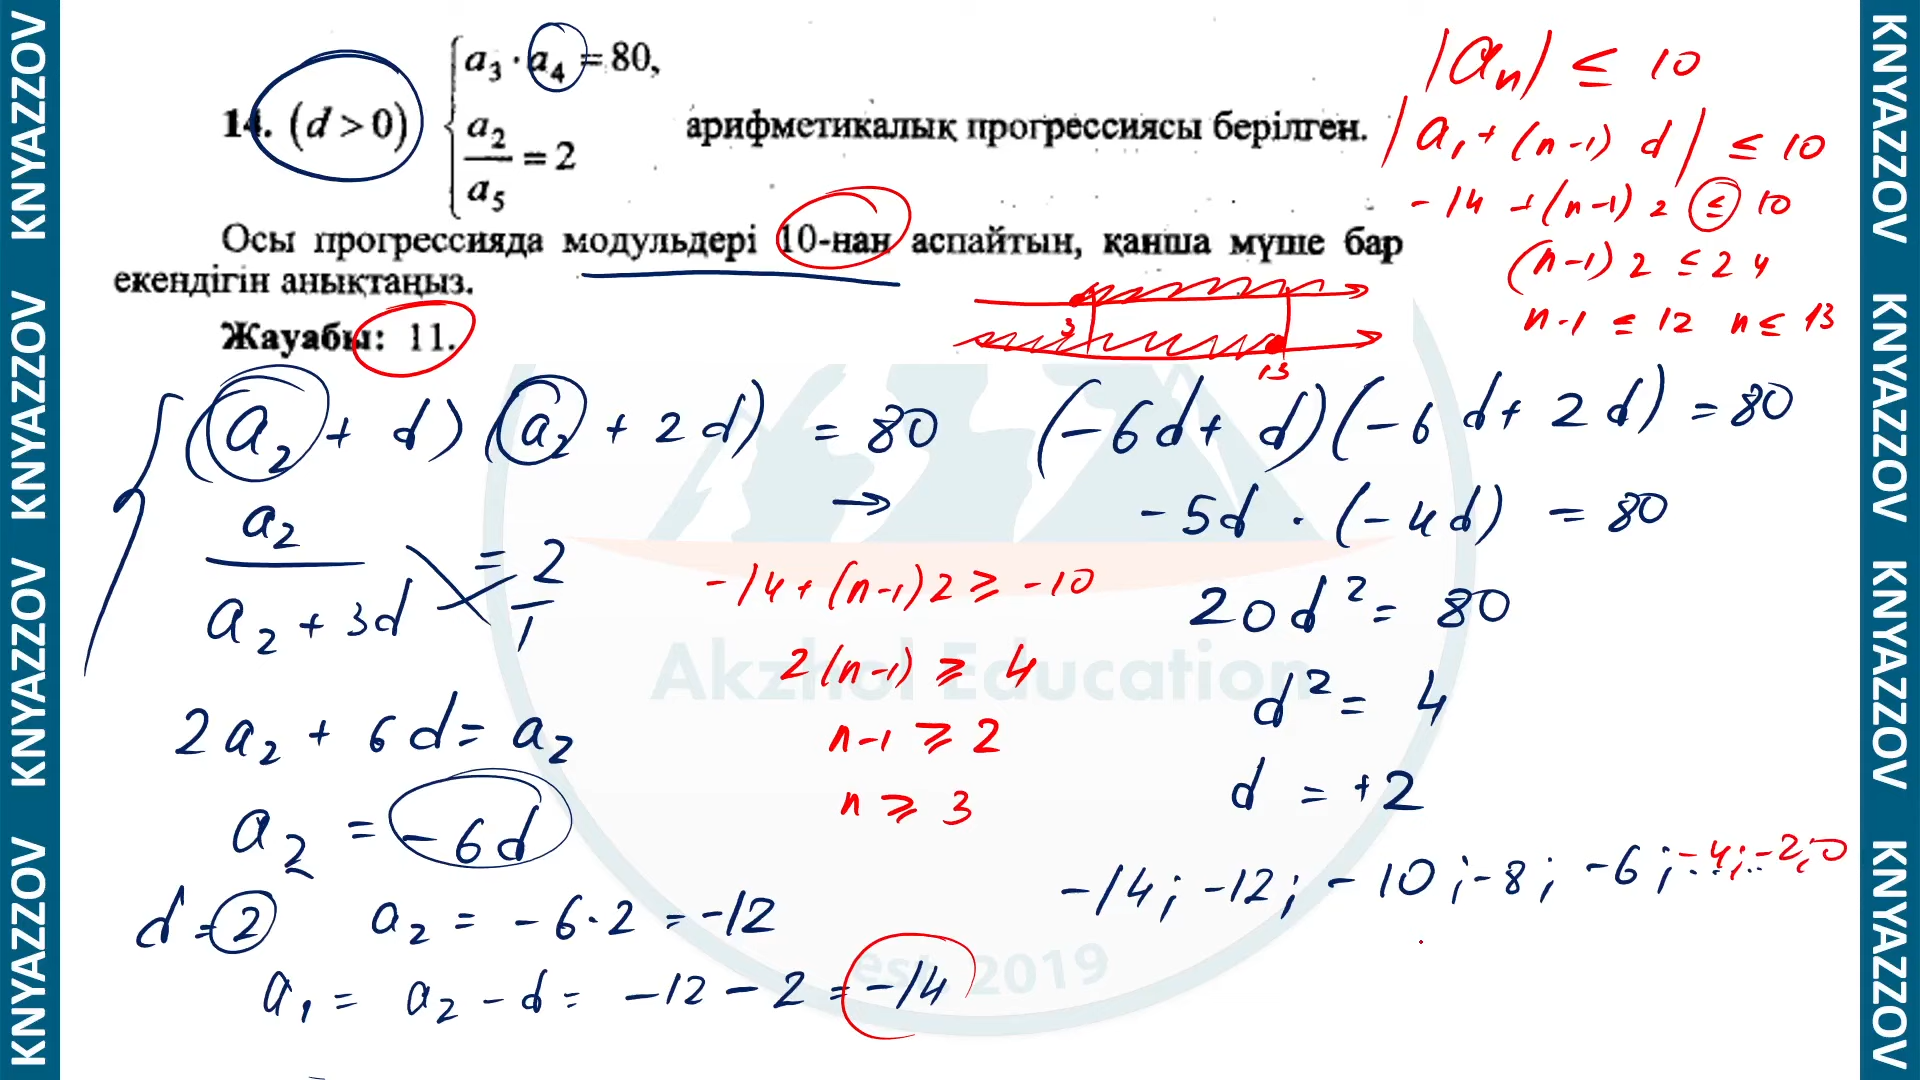 14. (d > 0) { a₃ · a₄ = 80,
a₂/a₅ = 2 арифметикалық прогрессиясы берілген.
Осы прогрессияда модульдері 10-нан аспайтын, қанша мүше бар
екендігін анықтаңыз.
Жауабы: 11.
|aₙ| ≤ 10
|a₁ + (n-1) d| ≤ 10
-14 + (n-1) 2 ≤ 10
(n-1) 2 ≤ 24
n-1 ≤ 12 n ≤ 13
3
13
(a₂ + d) (a₂ + 2d) = 80
a₂/(a₂ + 3d) = 2/1
2a₂ + 6d = a₂
a₂ = -6d
d = 2 a₂ = -6·2 = -12
a₁ = a₂ - d = -12 - 2 = -14
→
(-6d + d)(-6d + 2d) = 80
-5d · (-4d) = 80
20d² = 80
d² = 4
d = +2
-14 + (n-1) 2 ≥ -10
2(n-1) ≥ 4
n-1 ≥ 2
n ≥ 3
-14; -12; -10; -8; -6; -4; -2; 0
Akzhol Education
est. 2019
KNYAZZOV KNYAZZOV KNYAZZOV KNYAZZOV
KNYAZZOV KNYAZZOV KNYAZZOV KNYAZZOV